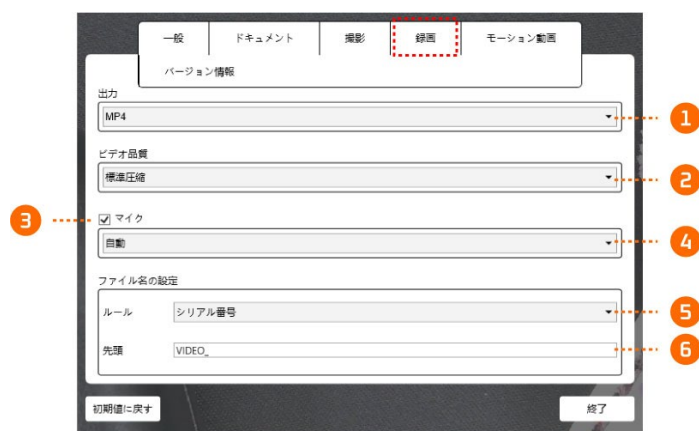 一般 ドキュメント 撮影 録画 モーション動画
バージョン情報
出力
MP4
1
ビデオ品質
標準圧縮
2
3
マイク
自動
4
ファイル名の設定
ルール シリアル番号
5
先頭 VIDEO_
6
初期値に戻す 終了